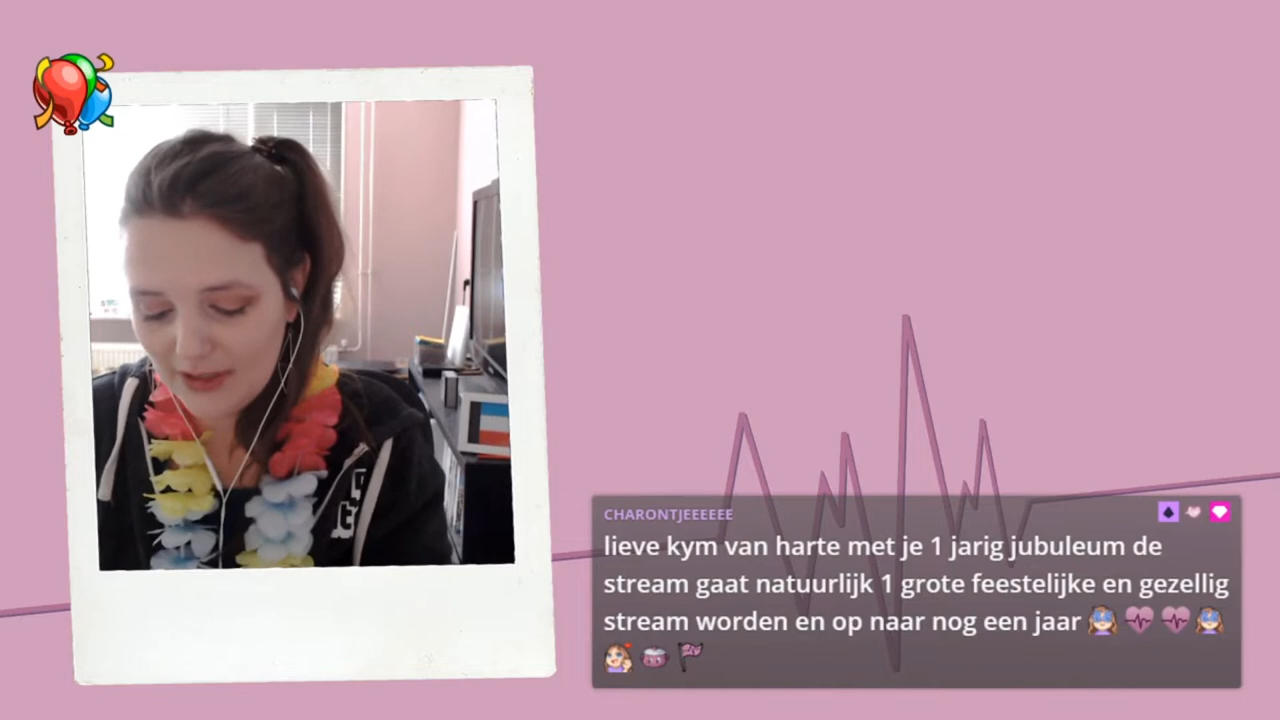 CHARONTJEEEEEE
lieve kym van harte met je 1 jarig jubuleum de
stream gaat natuurlijk 1 grote feestelijke en gezellig
stream worden en op naar nog een jaar